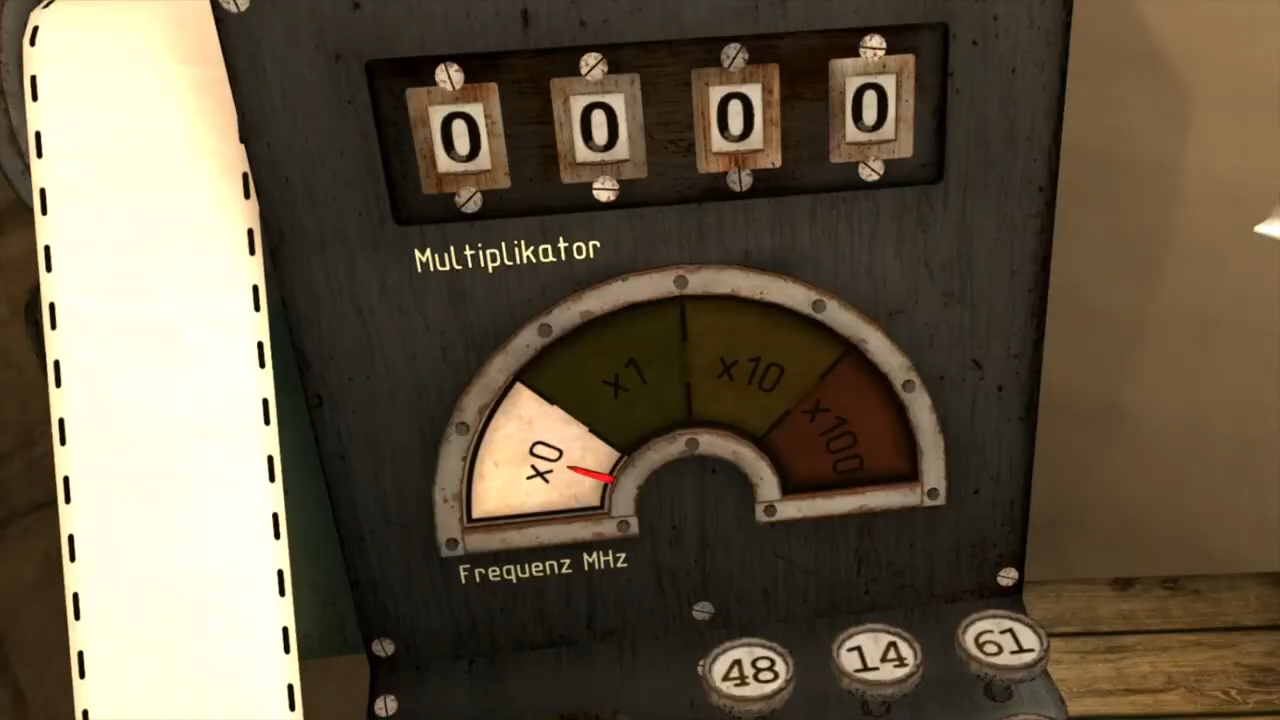 0 0 0 0
Multiplikator
x0 x1 x10 x100
Frequenz MHz
48 14 61